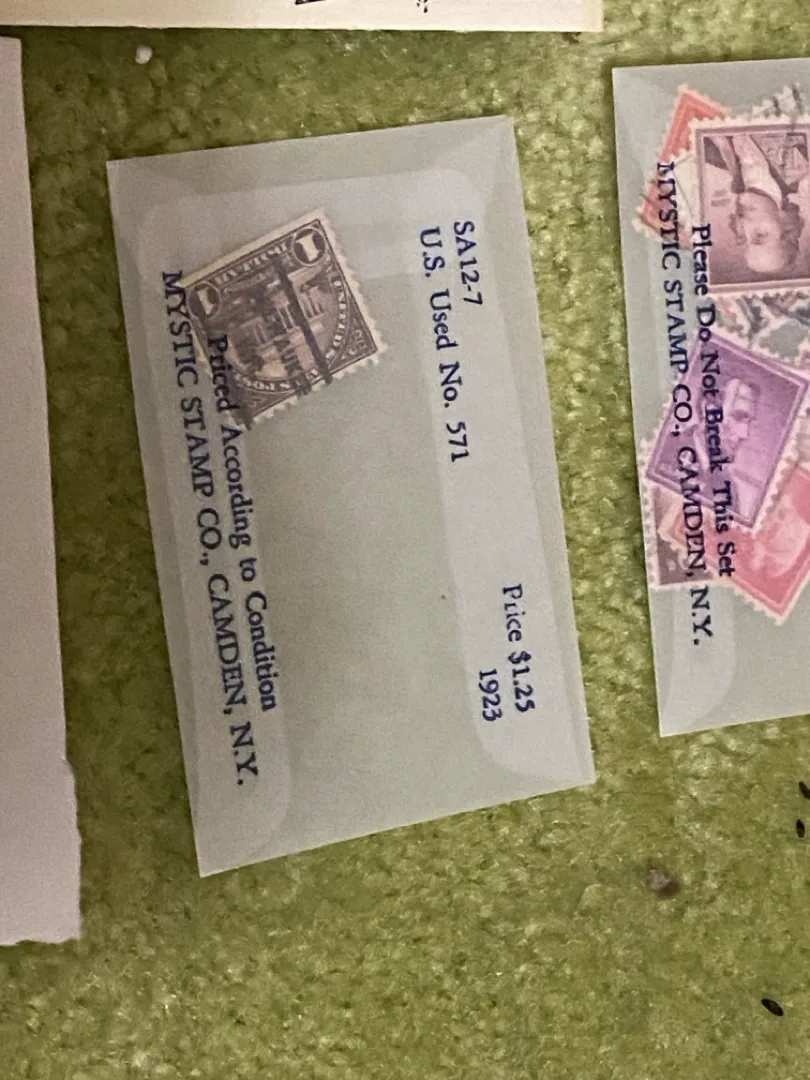 SA12-7
U.S. Used No. 571
Price $1.25
1923
Priced According to Condition
MYSTIC STAMP CO., CAMDEN, N.Y.
Please Do Not Break This Set
MYSTIC STAMP CO., CAMDEN, N.Y.